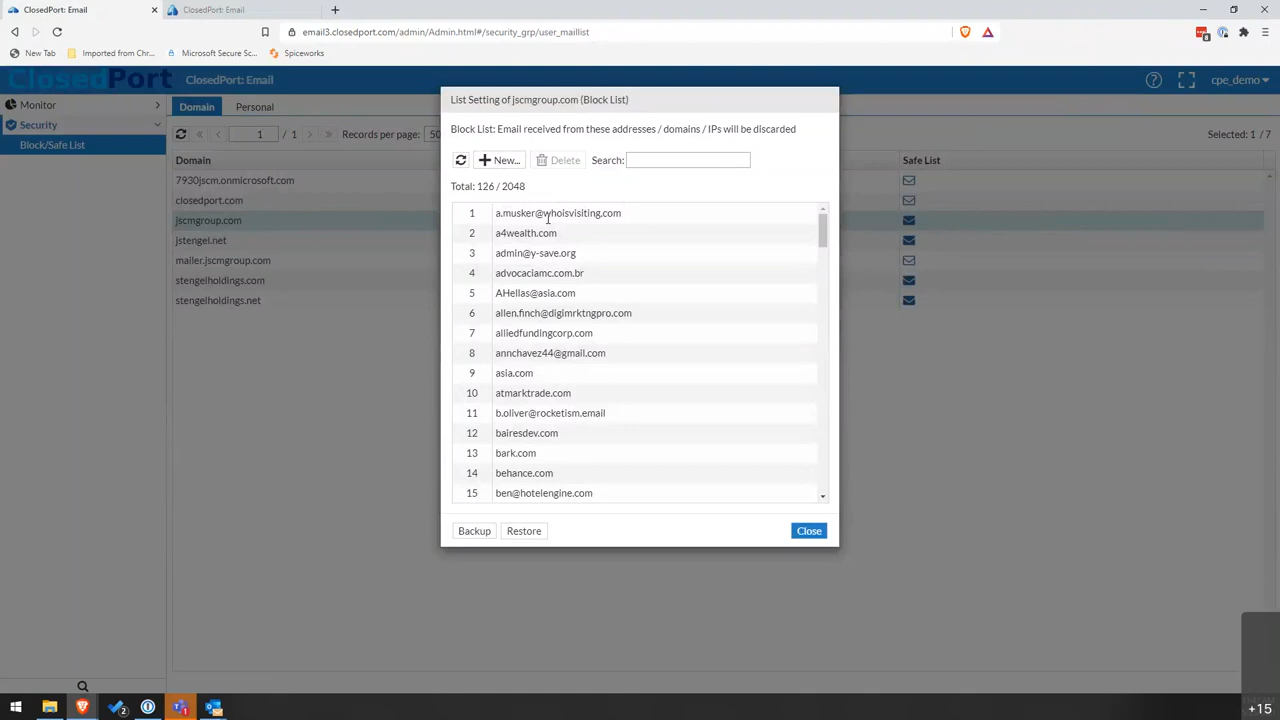 ClosedPort: Email
ClosedPort: Email
email3.closedport.com/admin/Admin.html#/security_grp/user_maillist
8
New Tab
Imported from Chr...
Microsoft Secure Sc...
Spiceworks
ClosedPort
ClosedPort: Email
cpe_demo
Monitor
Security
Block/Safe List
Domain
Personal
1 / 1
Records per page: 50
Selected: 1 / 7
Domain
Safe List
7930jscm.onmicrosoft.com
closedport.com
jscmgroup.com
jstengel.net
mailer.jscmgroup.com
stengelholdings.com
stengelholdings.net
List Setting of jscmgroup.com (Block List)
Block List: Email received from these addresses / domains / IPs will be discarded
New...
Delete
Search:
Total: 126 / 2048
1 a.musker@whoisvisiting.com
2 a4wealth.com
3 admin@y-save.org
4 advocaciamc.com.br
5 AHellas@asia.com
6 allen.finch@digimrktngpro.com
7 alliedfundingcorp.com
8 annchavez44@gmail.com
9 asia.com
10 atmarktrade.com
11 b.oliver@rocketism.email
12 bairesdev.com
13 bark.com
14 behance.com
15 ben@hotelengine.com
Backup
Restore
Close
2
1
+15